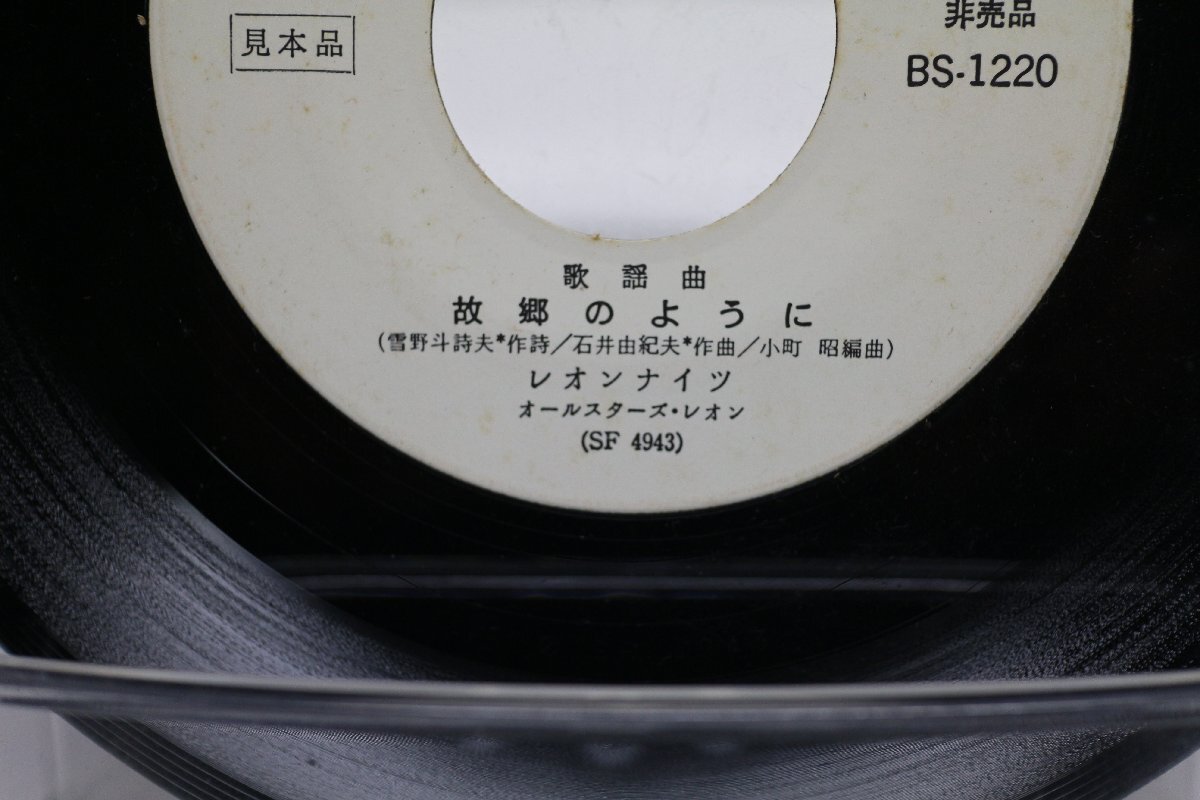 見本品
非売品
BS-1220
歌謡曲
故郷のように
(雪野斗詩夫*作詩/石井由紀夫*作曲/小町 昭編曲)
レオンナイツ
オールスターズ・レオン
(SF 4943)